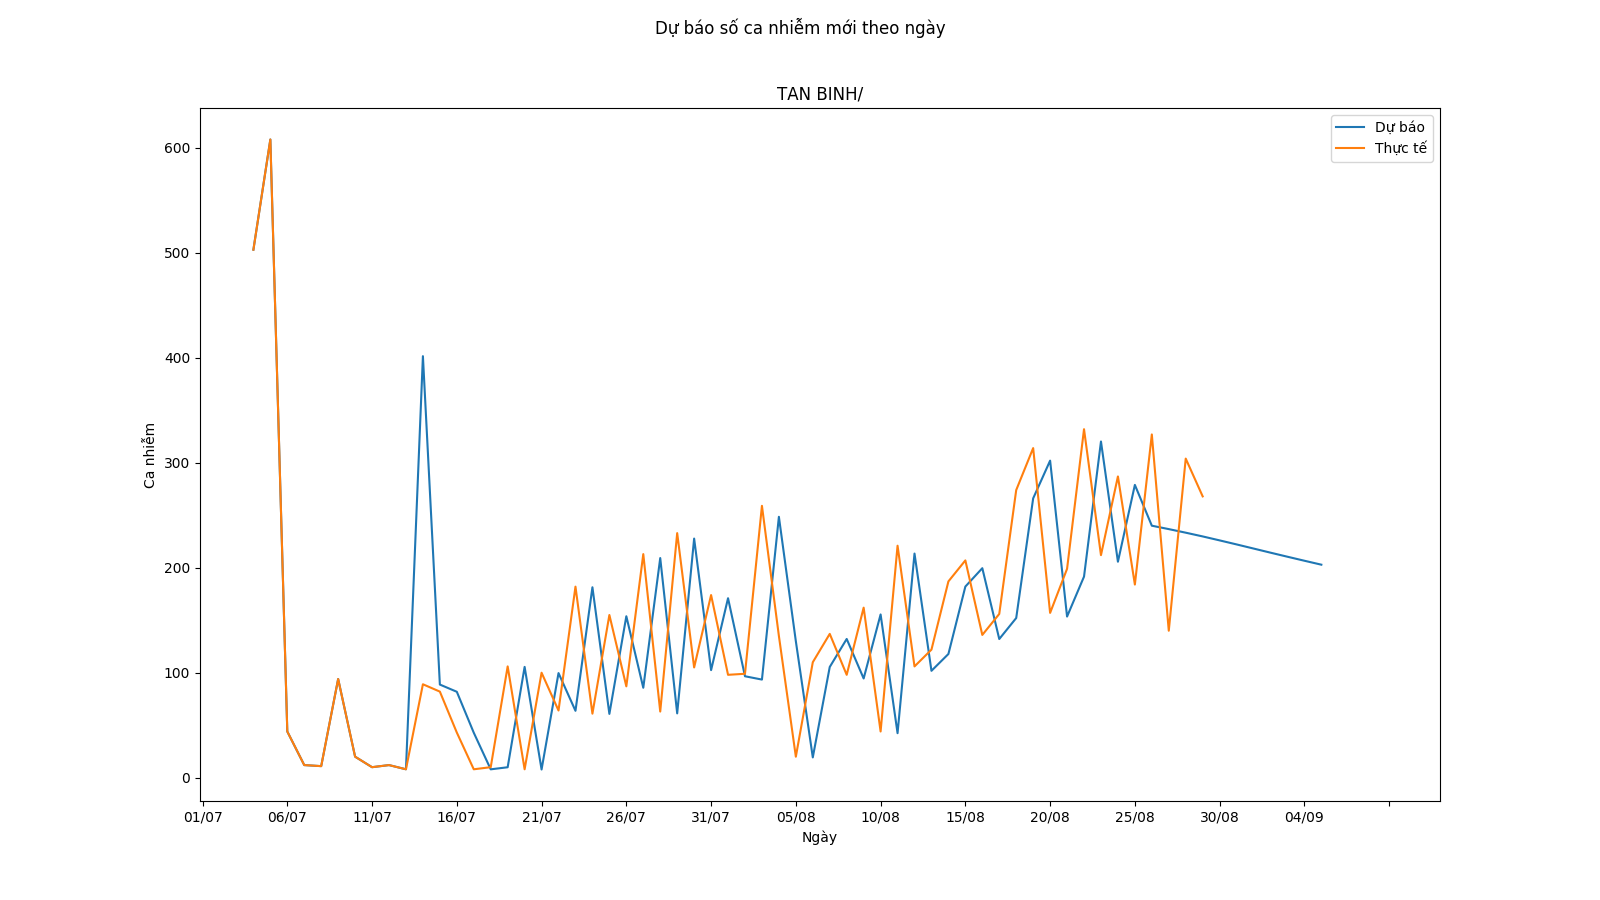 Dự báo số ca nhiễm mới theo ngày
TAN BINH/
Dự báo
Thực tế
600
500
400
300
200
100
0
Ca nhiễm
01/07 06/07 11/07 16/07 21/07 26/07 31/07 05/08 10/08 15/08 20/08 25/08 30/08 04/09
Ngày